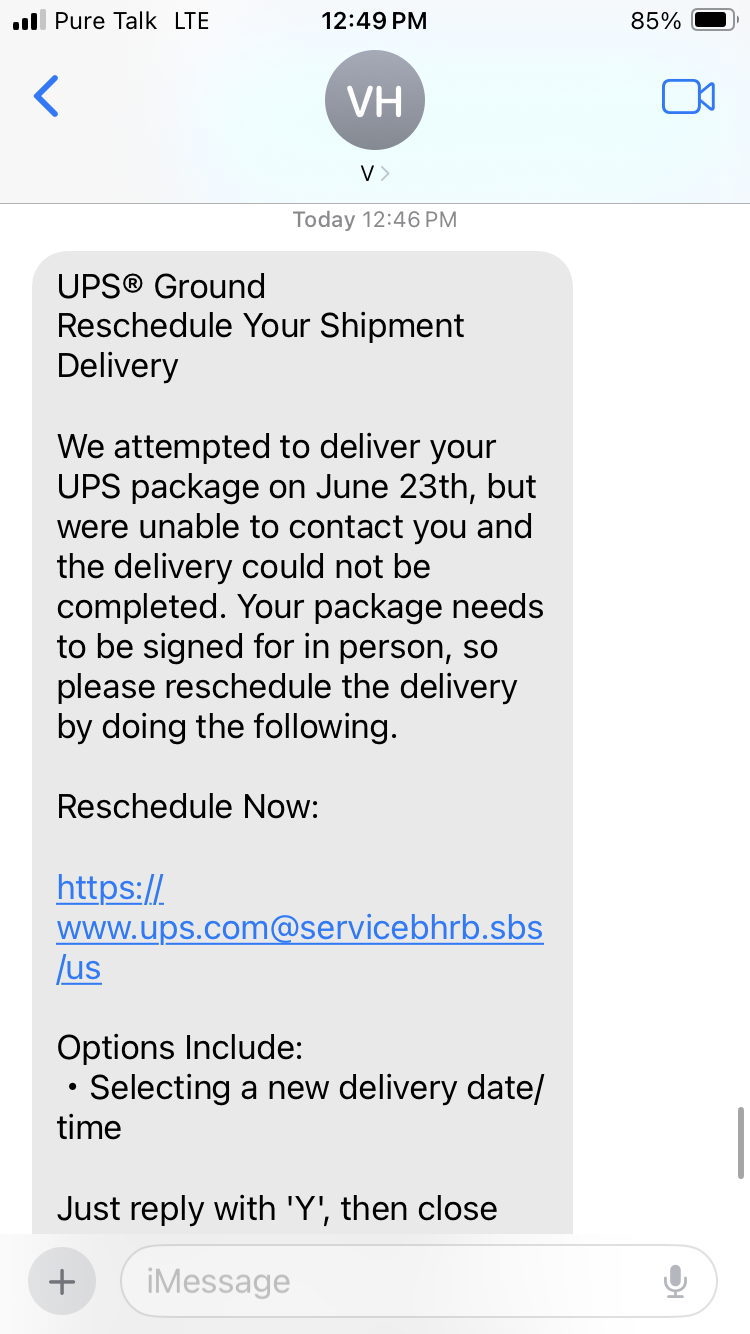 Pure Talk LTE 12:49 PM 85%
VH
V
Today 12:46 PM
UPS® Ground
Reschedule Your Shipment
Delivery
We attempted to deliver your
UPS package on June 23th, but
were unable to contact you and
the delivery could not be
completed. Your package needs
to be signed for in person, so
please reschedule the delivery
by doing the following.
Reschedule Now:
https://
www.ups.com@servicebhrb.sbs
/us
Options Include:
• Selecting a new delivery date/
time
Just reply with 'Y', then close
iMessage